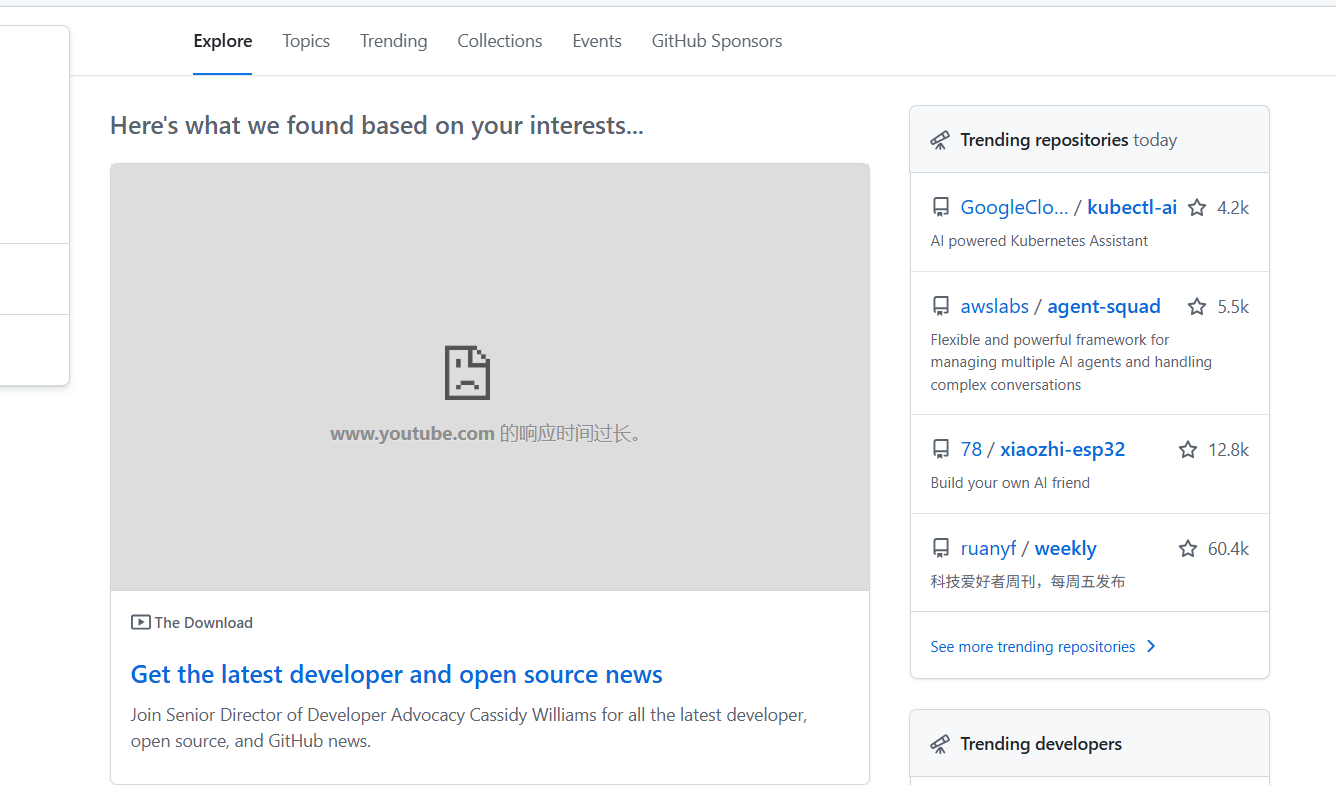 Explore Topics Trending Collections Events GitHub Sponsors
Here's what we found based on your interests...
www.youtube.com 的响应时间过长。
The Download
Get the latest developer and open source news
Join Senior Director of Developer Advocacy Cassidy Williams for all the latest developer,
open source, and GitHub news.
Trending repositories today
GoogleClo... / kubectl-ai 4.2k
AI powered Kubernetes Assistant
awslabs / agent-squad 5.5k
Flexible and powerful framework for
managing multiple AI agents and handling
complex conversations
78 / xiaozhi-esp32 12.8k
Build your own AI friend
ruanyf / weekly 60.4k
科技爱好者周刊，每周五发布
See more trending repositories
Trending developers